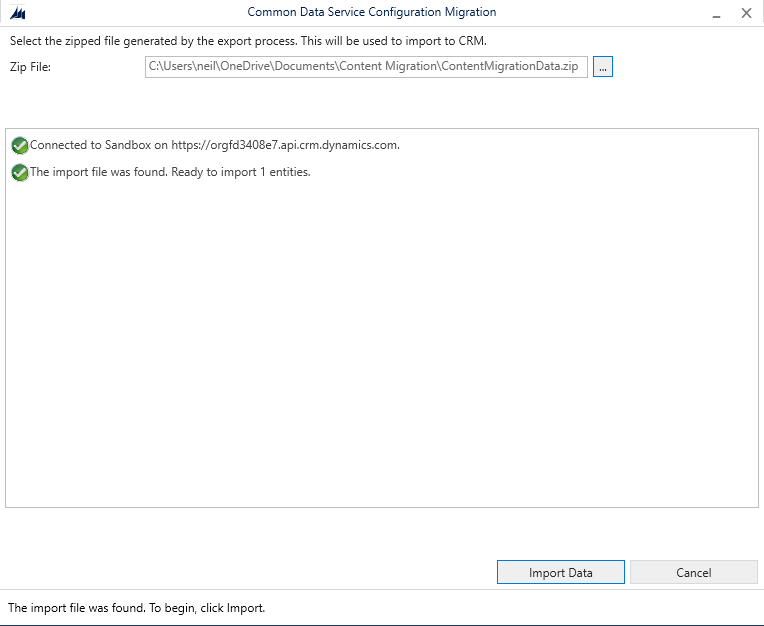 Common Data Service Configuration Migration
Select the zipped file generated by the export process. This will be used to import to CRM.
Zip File: C:\Users\neil\OneDrive\Documents\Content Migration\ContentMigrationData.zip ...
Connected to Sandbox on https://orgfd3408e7.api.crm.dynamics.com.
The import file was found. Ready to import 1 entities.
Import Data Cancel
The import file was found. To begin, click Import.